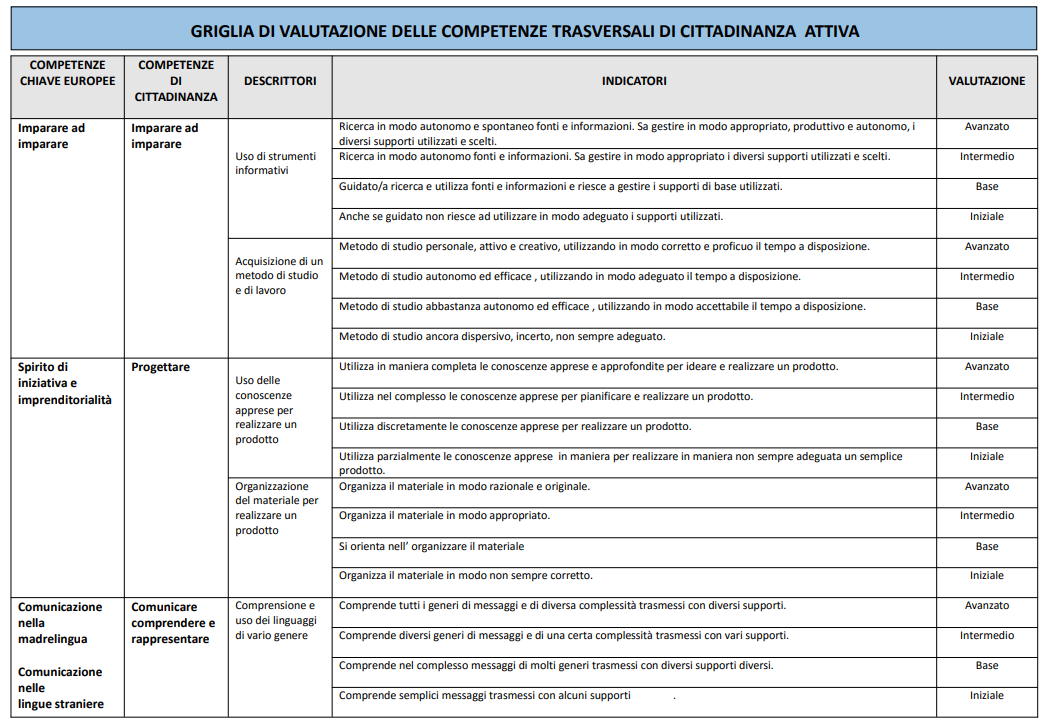 GRIGLIA DI VALUTAZIONE DELLE COMPETENZE TRASVERSALI DI CITTADINANZA ATTIVA
COMPETENZE
CHIAVE EUROPEE
COMPETENZE
DI
CITTADINANZA
DESCRITTORI
INDICATORI
VALUTAZIONE
Imparare ad
imparare
Imparare ad
imparare
Uso di strumenti
informativi
Ricerca in modo autonomo e spontaneo fonti e informazioni. Sa gestire in modo appropriato, produttivo e autonomo, i
diversi supporti utilizzati e scelti.
Avanzato
Ricerca in modo autonomo fonti e informazioni. Sa gestire in modo appropriato i diversi supporti utilizzati e scelti.
Intermedio
Guidato/a ricerca e utilizza fonti e informazioni e riesce a gestire i supporti di base utilizzati.
Base
Anche se guidato non riesce ad utilizzare in modo adeguato i supporti utilizzati.
Iniziale
Acquisizione di un
metodo di studio
e di lavoro
Metodo di studio personale, attivo e creativo, utilizzando in modo corretto e proficuo il tempo a disposizione.
Avanzato
Metodo di studio autonomo ed efficace , utilizzando in modo adeguato il tempo a disposizione.
Intermedio
Metodo di studio abbastanza autonomo ed efficace , utilizzando in modo accettabile il tempo a disposizione.
Base
Metodo di studio ancora dispersivo, incerto, non sempre adeguato.
Iniziale
Spirito di
iniziativa e
imprenditorialità
Progettare
Uso delle
conoscenze
apprese per
realizzare un
prodotto
Utilizza in maniera completa le conoscenze apprese e approfondite per ideare e realizzare un prodotto.
Avanzato
Utilizza nel complesso le conoscenze apprese per pianificare e realizzare un prodotto.
Intermedio
Utilizza discretamente le conoscenze apprese per realizzare un prodotto.
Base
Utilizza parzialmente le conoscenze apprese in maniera per realizzare in maniera non sempre adeguata un semplice
prodotto.
Iniziale
Organizzazione
del materiale per
realizzare un
prodotto
Organizza il materiale in modo razionale e originale.
Avanzato
Organizza il materiale in modo appropriato.
Intermedio
Si orienta nell' organizzare il materiale
Base
Organizza il materiale in modo non sempre corretto.
Iniziale
Comunicazione
nella
madrelingua
Comunicazione
nelle
lingue straniere
Comunicare
comprendere e
rappresentare
Comprensione e
uso dei linguaggi
di vario genere
Comprende tutti i generi di messaggi e di diversa complessità trasmessi con diversi supporti.
Avanzato
Comprende diversi generi di messaggi e di una certa complessità trasmessi con vari supporti.
Intermedio
Comprende nel complesso messaggi di molti generi trasmessi con diversi supporti diversi.
Base
Comprende semplici messaggi trasmessi con alcuni supporti .
Iniziale